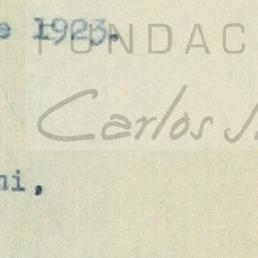 e 1923.
FUNDAC
Carlos
ni,